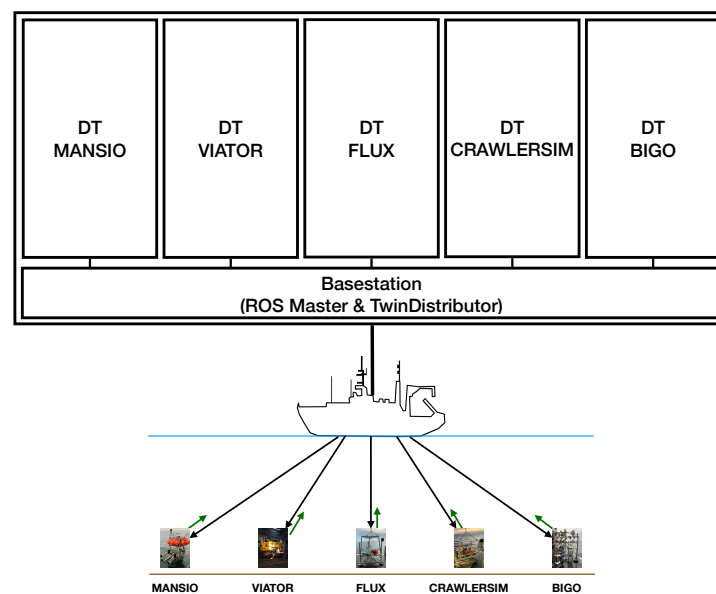 DT
MANSIO
DT
VIATOR
DT
FLUX
DT
CRAWLERSIM
DT
BIGO
Basestation
(ROS Master & TwinDistributor)
MANSIO
VIATOR
FLUX
CRAWLERSIM
BIGO